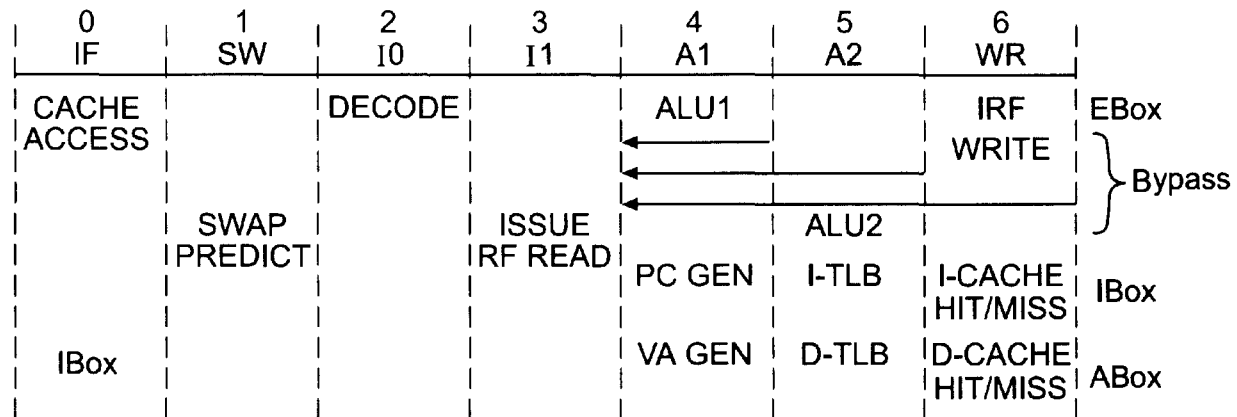 0 1 2 3 4 5 6
IF SW I0 I1 A1 A2 WR
CACHE DECODE ALU1 IRF EBox
ACCESS WRITE
Bypass
SWAP ISSUE ALU2
PREDICT RF READ
PC GEN I-TLB I-CACHE IBox
HIT/MISS
IBox VA GEN D-TLB D-CACHE ABox
HIT/MISS